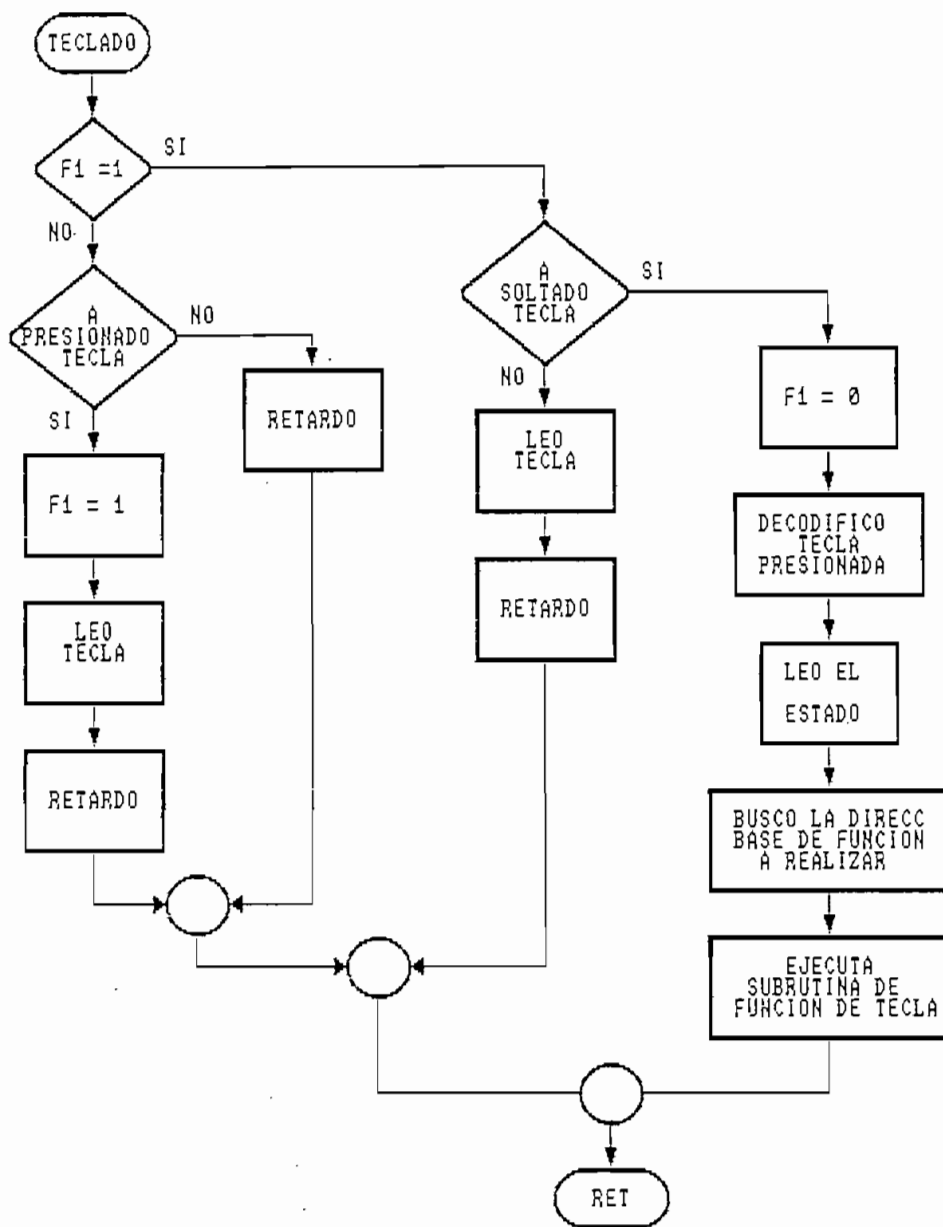 TECLADO
F1 =1
SI
NO
A
PRESIONADO
TECLA
NO
SI
RETARDO
F1 = 1
LEO
TECLA
RETARDO
A
SOLTADO
TECLA
SI
NO
LEO
TECLA
RETARDO
F1 = 0
DECODIFICO
TECLA
PRESIONADA
LEO EL
ESTADO
BUSCO LA DIRECC
BASE DE FUNCION
A REALIZAR
EJECUTA
SUBRUTINA DE
FUNCION DE TECLA
RET